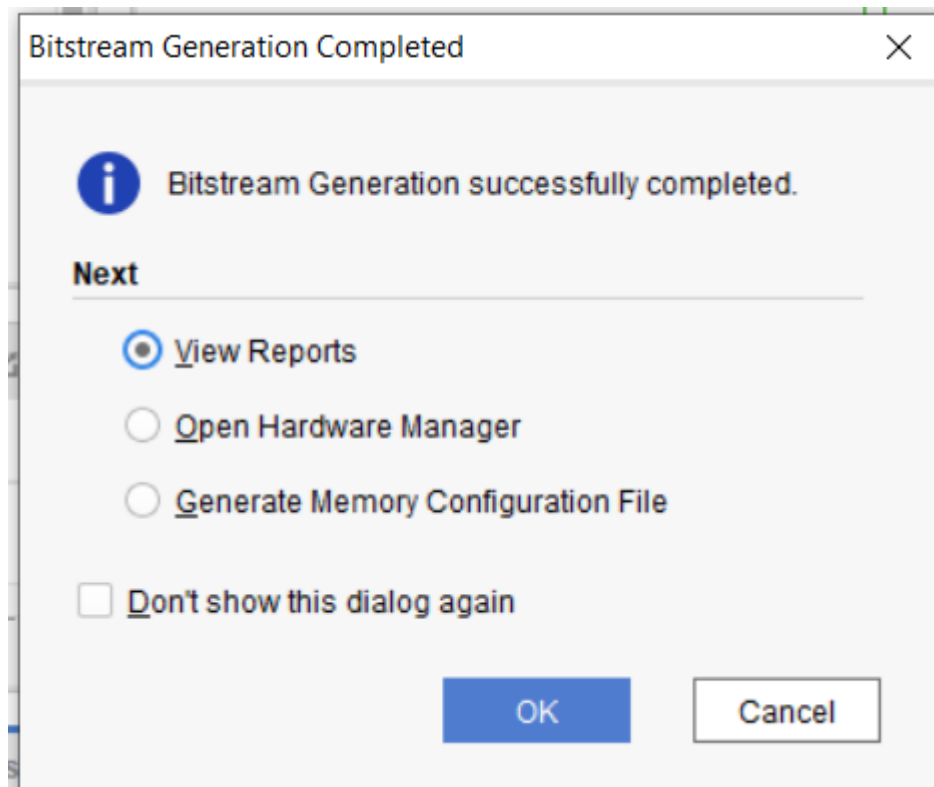 Bitstream Generation Completed
Bitstream Generation successfully completed.
Next
View Reports
Open Hardware Manager
Generate Memory Configuration File
Don't show this dialog again
OK
Cancel